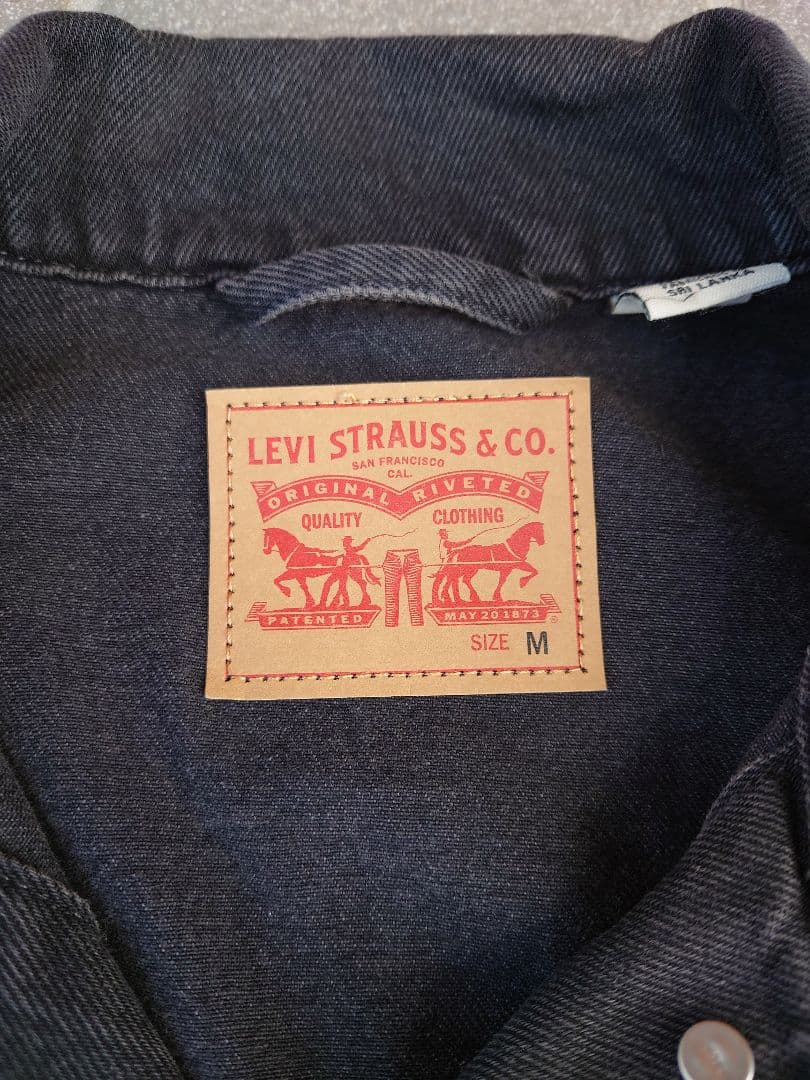 SRI LANKA
LEVI STRAUSS & CO.
SAN FRANCISCO
CAL.
ORIGINAL RIVETED
QUALITY CLOTHING
PATENTED MAY 20 1873
®
SIZE M